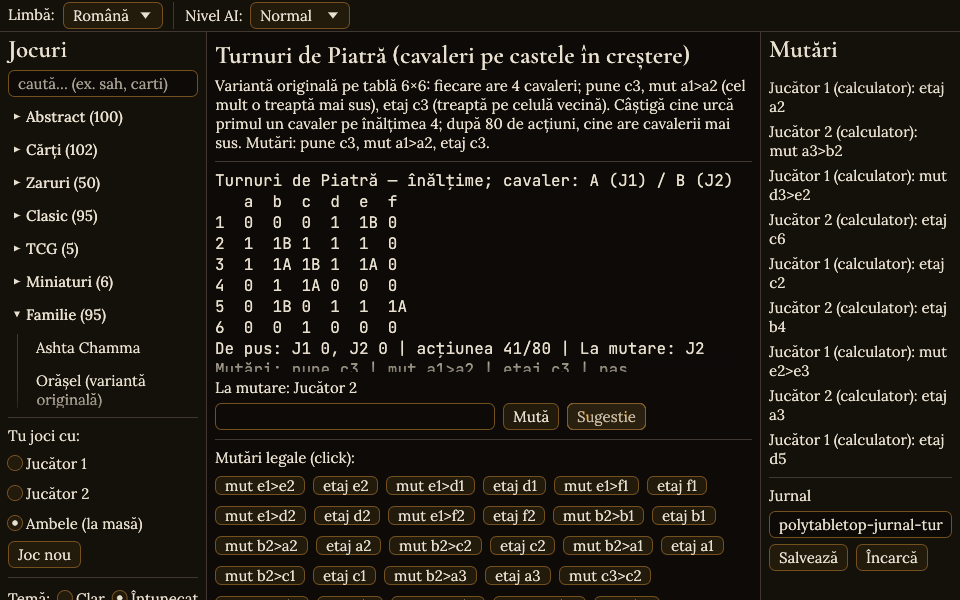 Limbă:
Română ▼
Nivel AI:
Normal ▼
Jocuri
caută... (ex. sah, carti)
▸ Abstract (100)
▸ Cărți (102)
▸ Zaruri (50)
▸ Clasic (95)
▸ TCG (5)
▸ Miniaturi (6)
▾ Familie (95)
Ashta Chamma
Orășel (variantă
originală)
Tu joci cu:
Jucător 1
Jucător 2
Ambele (la masă)
Joc nou
Temă: Clar Întunecat
Turnuri de Piatră (cavaleri pe castele în creștere)
Variantă originală pe tablă 6×6: fiecare are 4 cavaleri; pune c3, mut a1>a2 (cel
mult o treaptă mai sus), etaj c3 (treaptă pe celulă vecină). Câștigă cine urcă
primul un cavaler pe înălțimea 4; după 80 de acțiuni, cine are cavalerii mai
sus. Mutări: pune c3, mut a1>a2, etaj c3.
Turnuri de Piatră — înălțime; cavaler: A (J1) / B (J2)
a b c d e f
1 0 0 0 1 1B 0
2 1 1B 1 1 1 0
3 1 1A 1B 1 1A 0
4 0 1 1A 0 0 0
5 0 1B 0 1 1 1A
6 0 0 1 0 0 0
De pus: J1 0, J2 0 | acțiunea 41/80 | La mutare: J2
Mutări: pune c3 | mut a1>a2 | etaj c3 | pas
La mutare: Jucător 2
Mută
Sugestie
Mutări legale (click):
mut e1>e2 etaj e2 mut e1>d1 etaj d1 mut e1>f1 etaj f1
mut e1>d2 etaj d2 mut e1>f2 etaj f2 mut b2>b1 etaj b1
mut b2>a2 etaj a2 mut b2>c2 etaj c2 mut b2>a1 etaj a1
mut b2>c1 etaj c1 mut b2>a3 etaj a3 mut c3>c2
Mutări
Jucător 1 (calculator): etaj
a2
Jucător 2 (calculator):
mut a3>b2
Jucător 1 (calculator): mut
d3>e2
Jucător 2 (calculator): etaj
c6
Jucător 1 (calculator): etaj
c2
Jucător 2 (calculator): etaj
b4
Jucător 1 (calculator): mut
e2>e3
Jucător 2 (calculator): etaj
a3
Jucător 1 (calculator): etaj
d5
Jurnal
polytabletop-jurnal-tur
Salvează
Încarcă